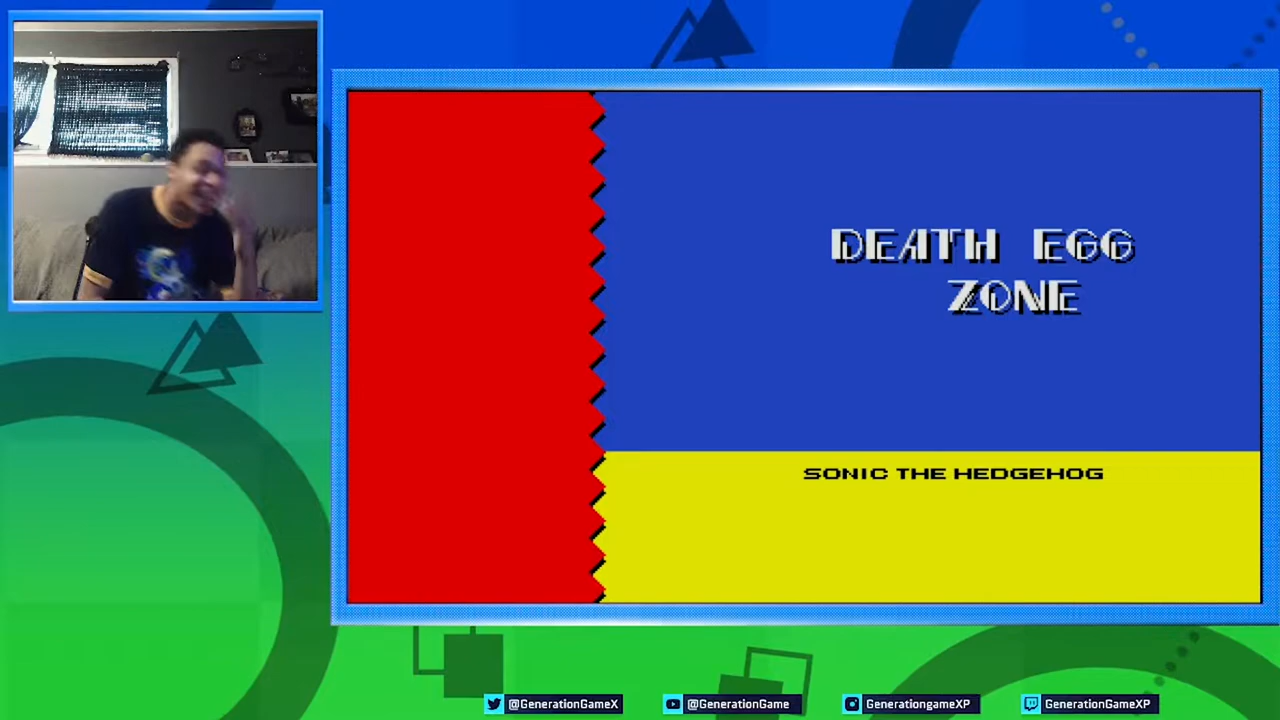 DEATH EGG
ZONE
SONIC THE HEDGEHOG
@GenerationGameX
@GenerationGame
GenerationgameXP
GenerationGameXP